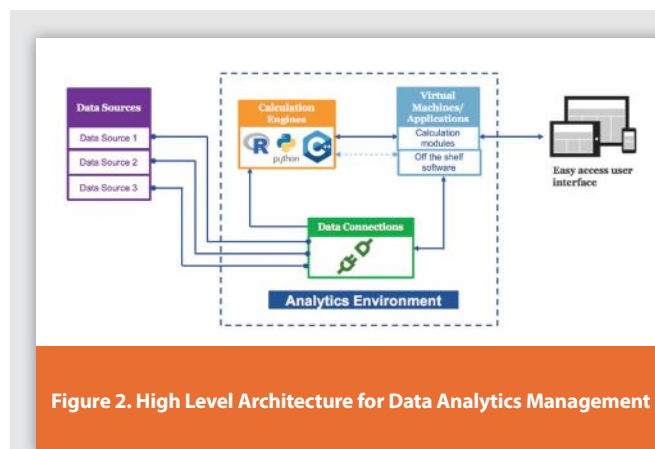 Data Sources
Data Source 1
Data Source 2
Data Source 3
Calculation
Engines
R
python
C++
Virtual
Machines/
Applications
Calculation
modules
Off the shelf
software
Easy access user
interface
Data Connections
Analytics Environment
Figure 2. High Level Architecture for Data Analytics Management